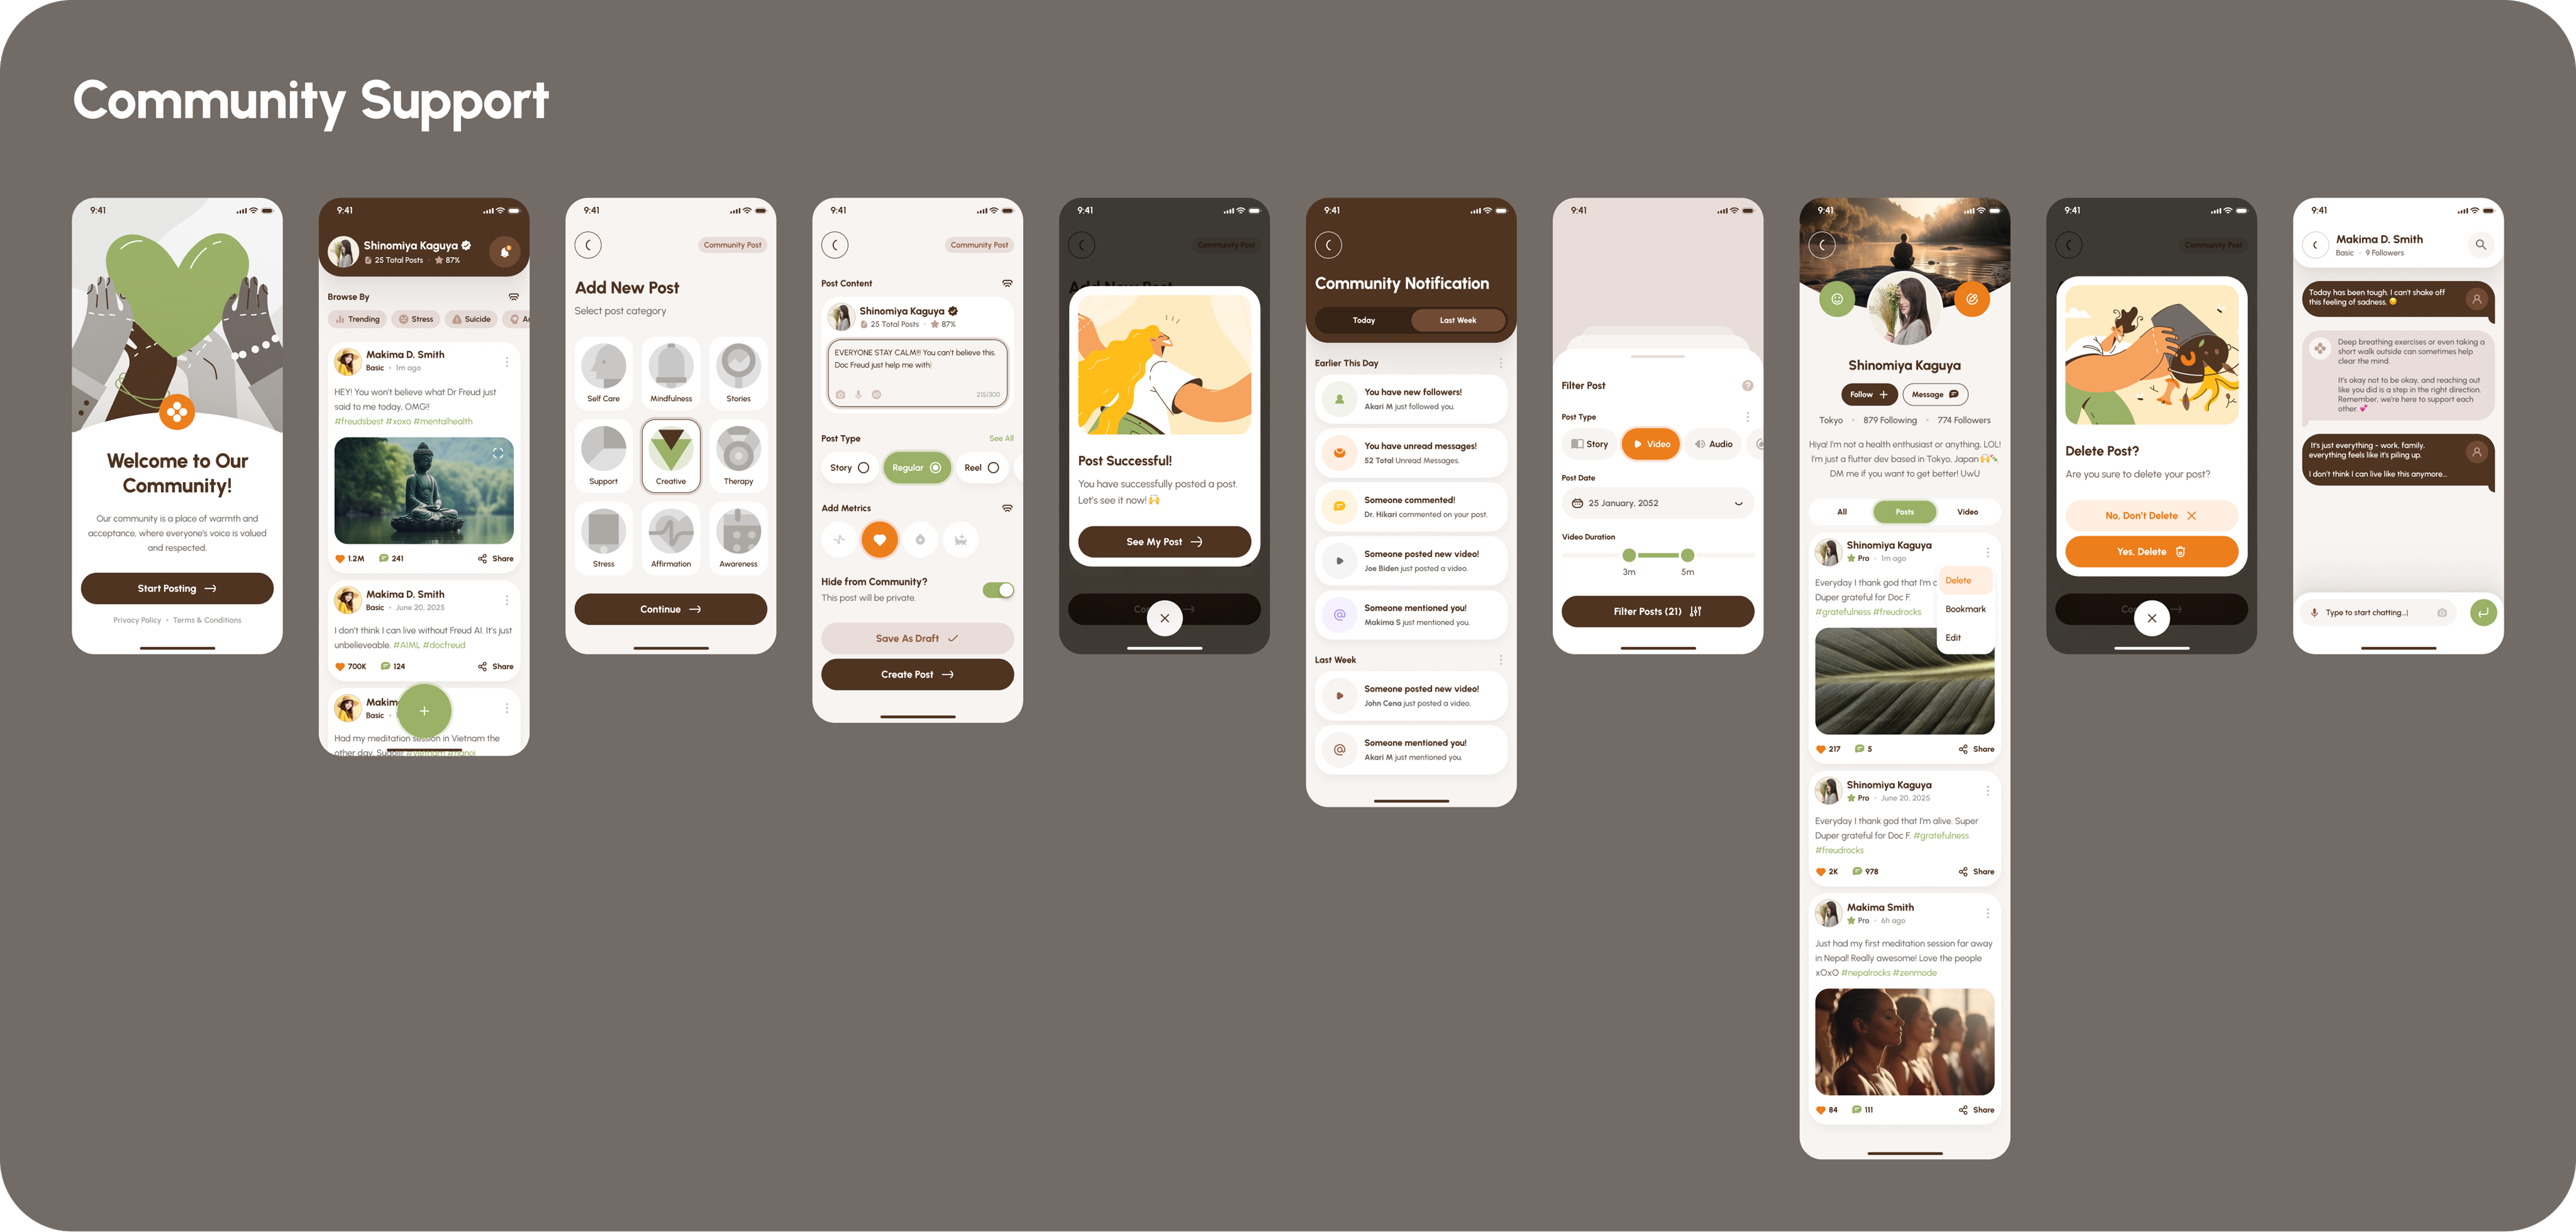 Community Support
9:41
Welcome to Our
Community!
Our community is a place of warmth and
acceptance, where everyone's voice is valued
and respected.
Start Posting
Privacy Policy • Terms & Conditions
9:41
Shinomiya Kaguya
25 Total Posts • 87%
Browse By
Trending
Stress
Suicide
Makima D. Smith
Basic • 1m ago
HEY! You won't believe what Dr Freud just
said to me today, OMG!!
#freudsbest #xoxo #mentalhealth
1.2M
241
Share
Makima D. Smith
Basic • June 20, 2025
I don't think I can live without Freud AI. It's just
unbelieveable. #AIML #docfreud
700K
124
Share
Makim
Basic •
Had my meditation session in Vietnam the
9:41
Community Post
Add New Post
Select post category
Self Care
Mindfulness
Stories
Support
Creative
Therapy
Stress
Affirmation
Awareness
Continue
9:41
Community Post
Post Content
Shinomiya Kaguya
25 Total Posts • 87%
EVERYONE STAY CALM!!! You can't believe this.
Doc Freud just help me with|
215/300
Post Type
See All
Story
Regular
Reel
Add Metrics
Hide from Community?
This post will be private.
Save As Draft
Create Post
9:41
Community Post
Add New Post
Post Successful!
You have successfully posted a post.
Let's see it now! 🙌
See My Post
9:41
Community Notification
Today
Last Week
Earlier This Day
You have new followers!
Akari M just followed you.
You have unread messages!
52 Total Unread Messages.
Someone commented!
Dr. Hikari commented on your post.
Someone posted new video!
Joe Biden just posted a video.
Someone mentioned you!
Makima S just mentioned you.
Last Week
Someone posted new video!
John Cena just posted a video.
Someone mentioned you!
Akari M just mentioned you.
9:41
Filter Post
Post Type
Story
Video
Audio
Post Date
25 January, 2052
Video Duration
3m
5m
Filter Posts (21)
9:41
Shinomiya Kaguya
Follow
Message
Tokyo • 879 Following • 774 Followers
Hiya! I'm not a health enthusiast or anything, LOL!
I'm just a flutter dev based in Tokyo, Japan
DM me if you want to get better! UwU
All
Posts
Video
Shinomiya Kaguya
Pro • 1m ago
Everyday I thank god that I'm
Duper grateful for Doc F.
#gratefulness #freudrocks
Delete
Bookmark
Edit
217
5
Share
Shinomiya Kaguya
Pro • June 20, 2025
Everyday I thank god that I'm alive. Super
Duper grateful for Doc F. #gratefulness
#freudrocks
2K
978
Share
Makima Smith
Pro • 6h ago
Just had my first meditation session far away
in Nepal! Really awesome! Love the people
xOxO #nepalrocks #zenmode
84
111
Share
9:41
Community Post
Delete Post?
Are you sure to delete your post?
No, Don't Delete
Yes, Delete
9:41
Makima D. Smith
Basic • 9 Followers
Today has been tough. I can't shake off
this feeling of sadness. 😔
Deep breathing exercises or even taking a
short walk outside can sometimes help
clear the mind.
It's okay not to be okay, and reaching out
like you did is a step in the right direction.
Remember, we're here to support each
other. 💕
It's just everything - work, family,
everything feels like it's piling up.
I don't think I can live like this anymore...
Type to start chatting...|